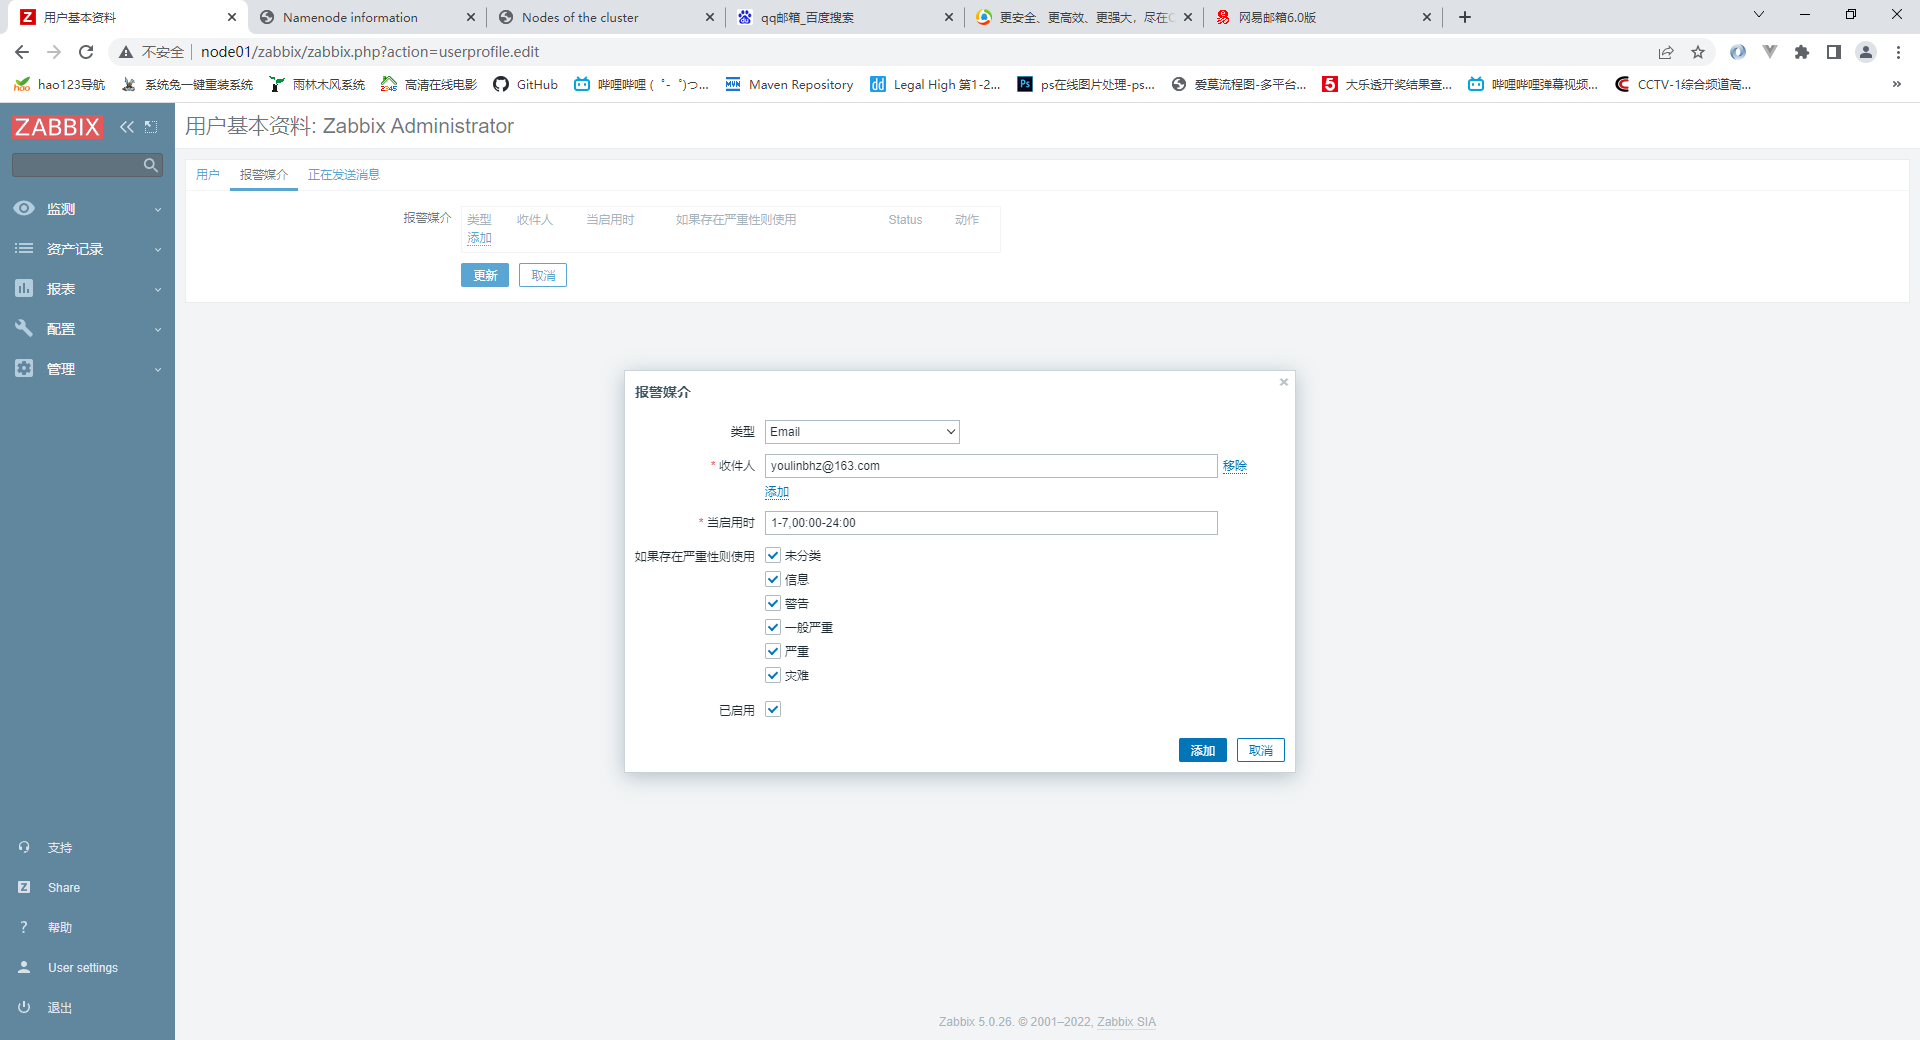 用户基本资料
Namenode information
Nodes of the cluster
qq邮箱_百度搜索
更安全、更高效、更强大，尽在
网易邮箱6.0版
不安全
node01/zabbix/zabbix.php?action=userprofile.edit
hao123导航
系统兔一键重装系统
雨林木风系统
高清在线电影
GitHub
哔哩哔哩 ( ゜- ゜)つ...
Maven Repository
Legal High 第1-2...
ps在线图片处理-ps...
爱莫流程图-多平台...
大乐透开奖结果查...
哔哩哔哩弹幕视频...
CCTV-1综合频道高...
ZABBIX
用户基本资料: Zabbix Administrator
监测
资产记录
报表
配置
管理
支持
Share
帮助
User settings
退出
用户 报警媒介 正在发送消息
报警媒介 类型 收件人 当启用时 如果存在严重性则使用 Status 动作
添加
更新 取消
报警媒介
类型 Email
* 收件人 youlinbhz@163.com 移除
添加
* 当启用时 1-7,00:00-24:00
如果存在严重性则使用 未分类
信息
警告
一般严重
严重
灾难
已启用
添加 取消
Zabbix 5.0.26. © 2001–2022, Zabbix SIA